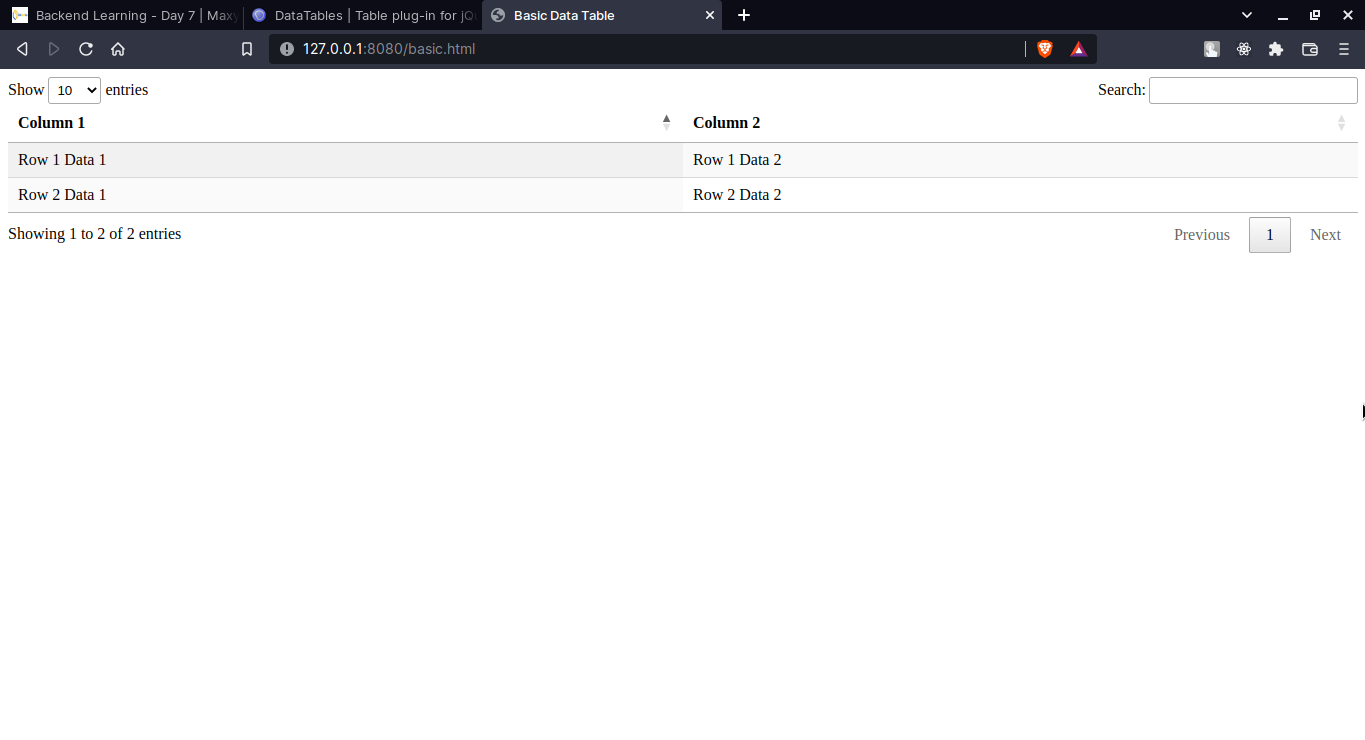 Backend Learning - Day 7 | Maxy
DataTables | Table plug-in for jQu
Basic Data Table
127.0.0.1:8080/basic.html
Show 10 entries
Search:
Column 1 Column 2
Row 1 Data 1 Row 1 Data 2
Row 2 Data 1 Row 2 Data 2
Showing 1 to 2 of 2 entries
Previous 1 Next